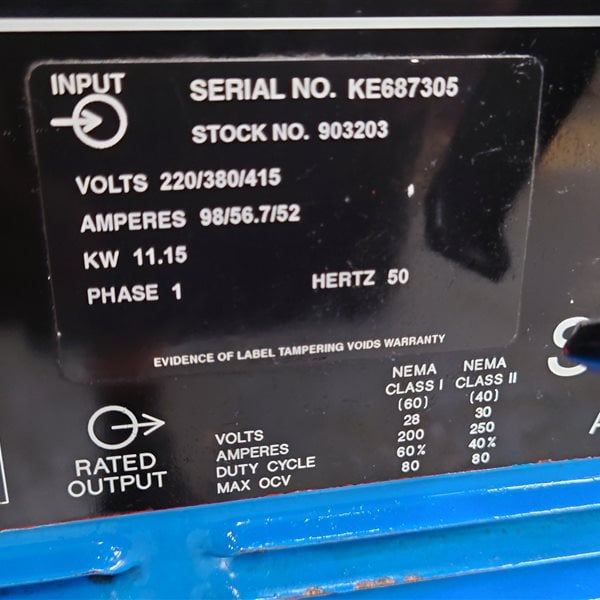 INPUT
SERIAL NO. KE687305
STOCK NO. 903203
VOLTS 220/380/415
AMPERES 98/56.7/52
KW 11.15
PHASE 1 HERTZ 50
EVIDENCE OF LABEL TAMPERING VOIDS WARRANTY
RATED
OUTPUT
NEMA NEMA
CLASS I CLASS II
(60) (40)
VOLTS 28 30
AMPERES 200 250
DUTY CYCLE 60% 40%
MAX OCV 80 80
S
A